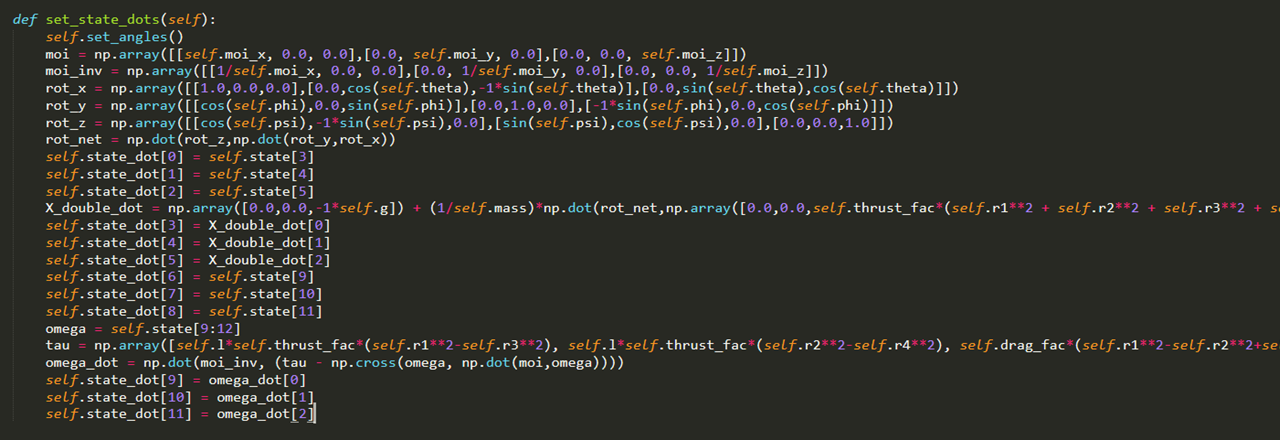 def set_state_dots(self):
    self.set_angles()
    moi = np.array([[self.moi_x, 0.0, 0.0],[0.0, self.moi_y, 0.0],[0.0, 0.0, self.moi_z]])
    moi_inv = np.array([[1/self.moi_x, 0.0, 0.0],[0.0, 1/self.moi_y, 0.0],[0.0, 0.0, 1/self.moi_z]])
    rot_x = np.array([[1.0,0.0,0.0],[0.0,cos(self.theta),-1*sin(self.theta)],[0.0,sin(self.theta),cos(self.theta)]])
    rot_y = np.array([[cos(self.phi),0.0,sin(self.phi)],[0.0,1.0,0.0],[-1*sin(self.phi),0.0,cos(self.phi)]])
    rot_z = np.array([[cos(self.psi),-1*sin(self.psi),0.0],[sin(self.psi),cos(self.psi),0.0],[0.0,0.0,1.0]])
    rot_net = np.dot(rot_z,np.dot(rot_y,rot_x))
    self.state_dot[0] = self.state[3]
    self.state_dot[1] = self.state[4]
    self.state_dot[2] = self.state[5]
    X_double_dot = np.array([0.0,0.0,-1*self.g]) + (1/self.mass)*np.dot(rot_net,np.array([0.0,0.0,self.thrust_fac*(self.r1**2 + self.r2**2 + self.r3**2 + s
    self.state_dot[3] = X_double_dot[0]
    self.state_dot[4] = X_double_dot[1]
    self.state_dot[5] = X_double_dot[2]
    self.state_dot[6] = self.state[9]
    self.state_dot[7] = self.state[10]
    self.state_dot[8] = self.state[11]
    omega = self.state[9:12]
    tau = np.array([self.l*self.thrust_fac*(self.r1**2-self.r3**2), self.l*self.thrust_fac*(self.r2**2-self.r4**2), self.drag_fac*(self.r1**2-self.r2**2+se
    omega_dot = np.dot(moi_inv, (tau - np.cross(omega, np.dot(moi,omega))))
    self.state_dot[9] = omega_dot[0]
    self.state_dot[10] = omega_dot[1]
    self.state_dot[11] = omega_dot[2]